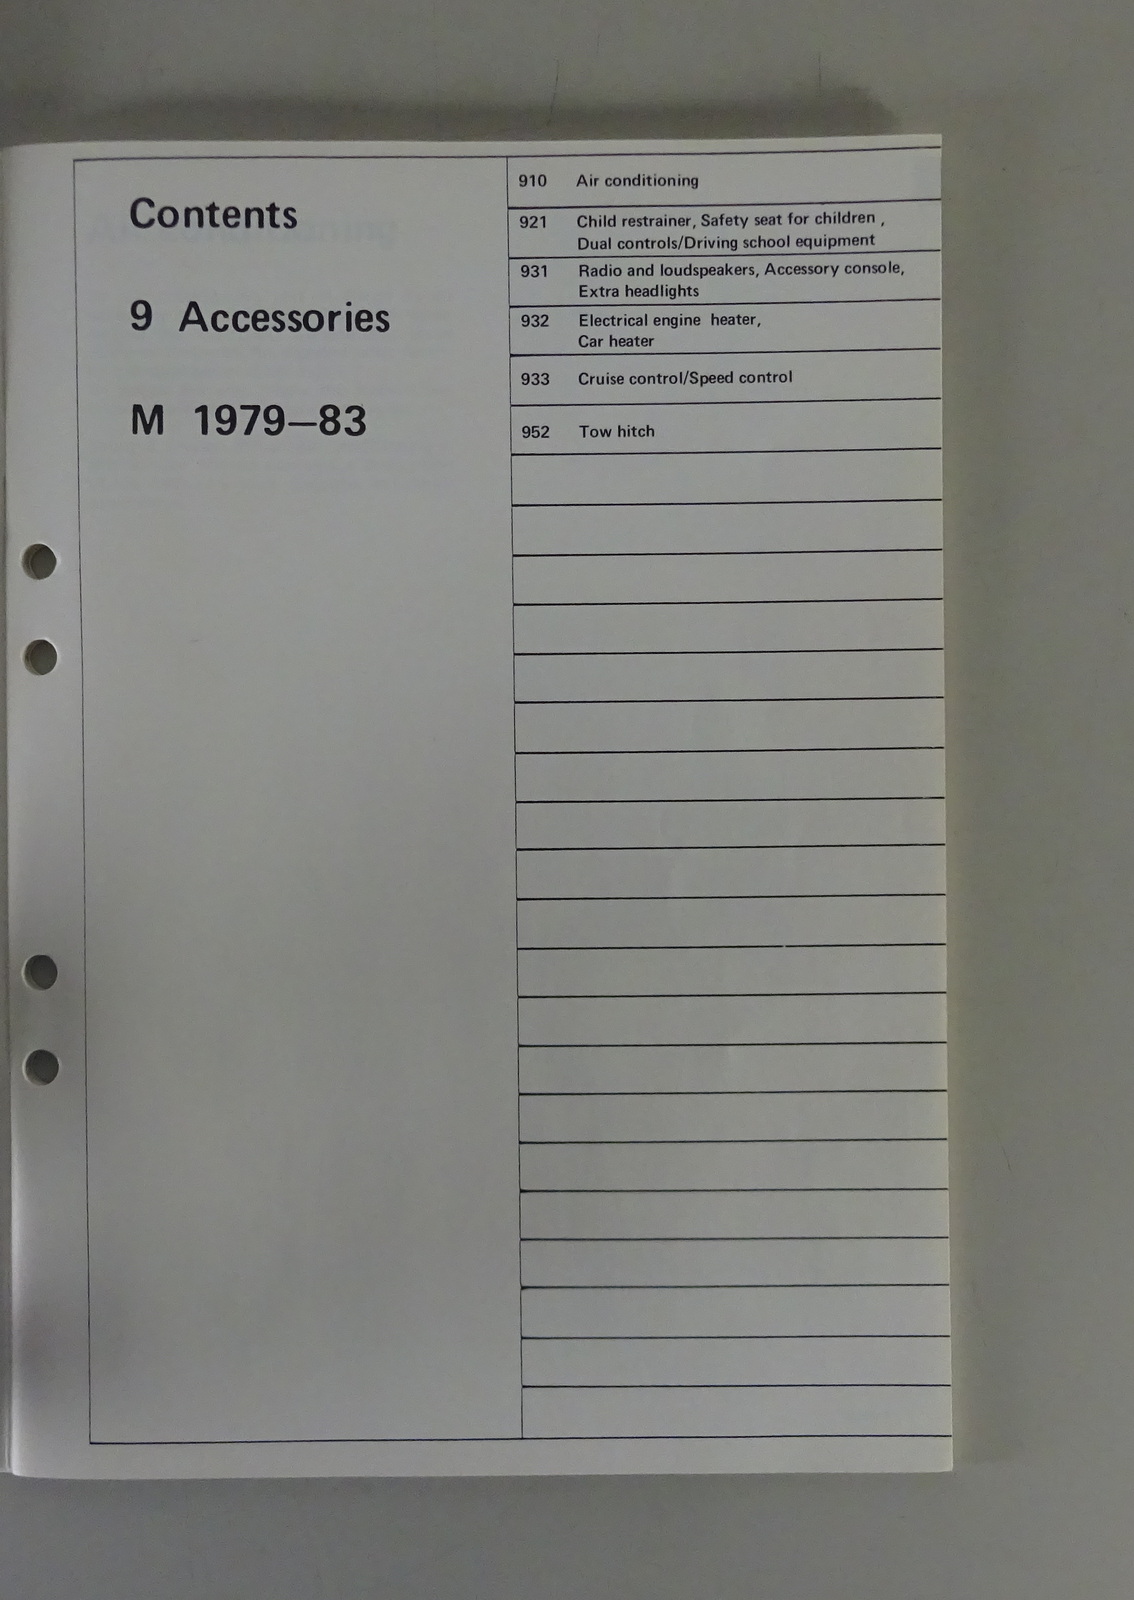 Contents
9 Accessories
M 1979—83
910 Air conditioning
921 Child restrainer, Safety seat for children ,
Dual controls/Driving school equipment
931 Radio and loudspeakers, Accessory console,
Extra headlights
932 Electrical engine heater,
Car heater
933 Cruise control/Speed control
952 Tow hitch